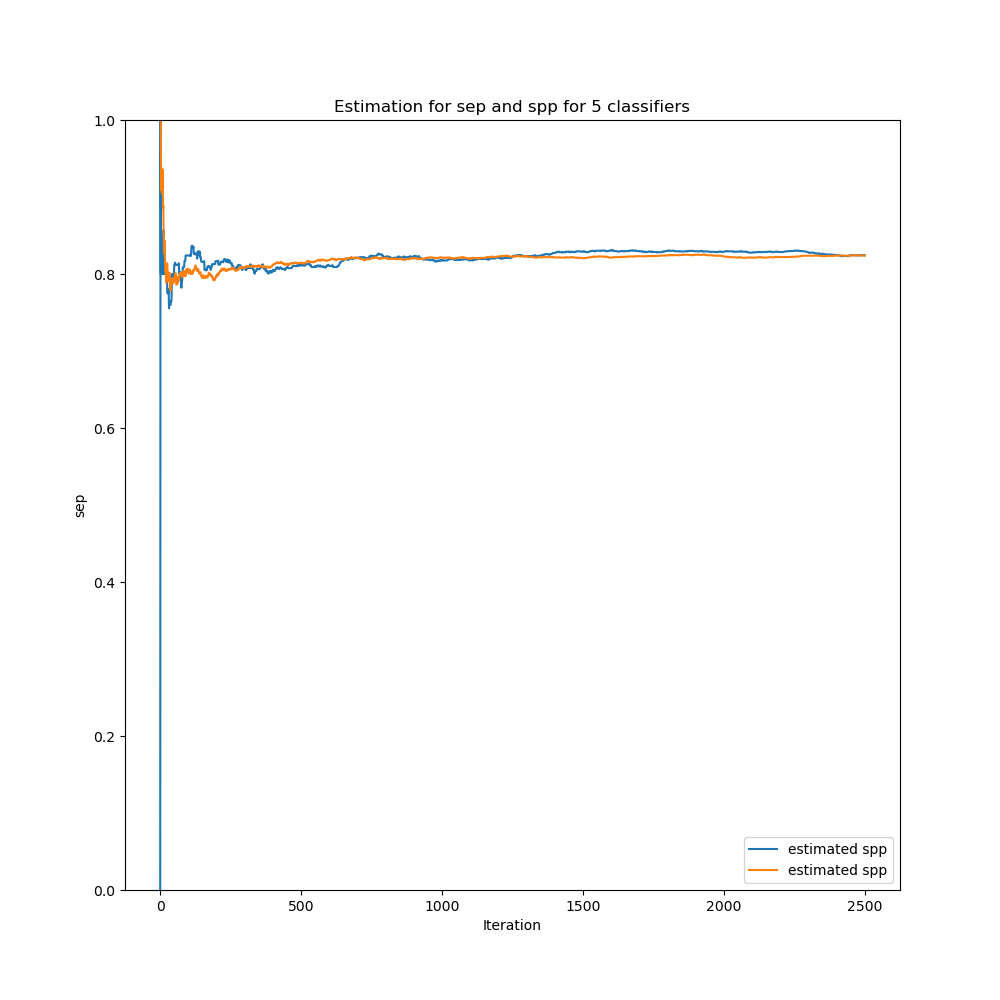 Estimation for sep and spp for 5 classifiers
1.0
0.8
0.6
sep
0.4
0.2
0.0
estimated spp
estimated spp
0 500 1000 1500 2000 2500
Iteration